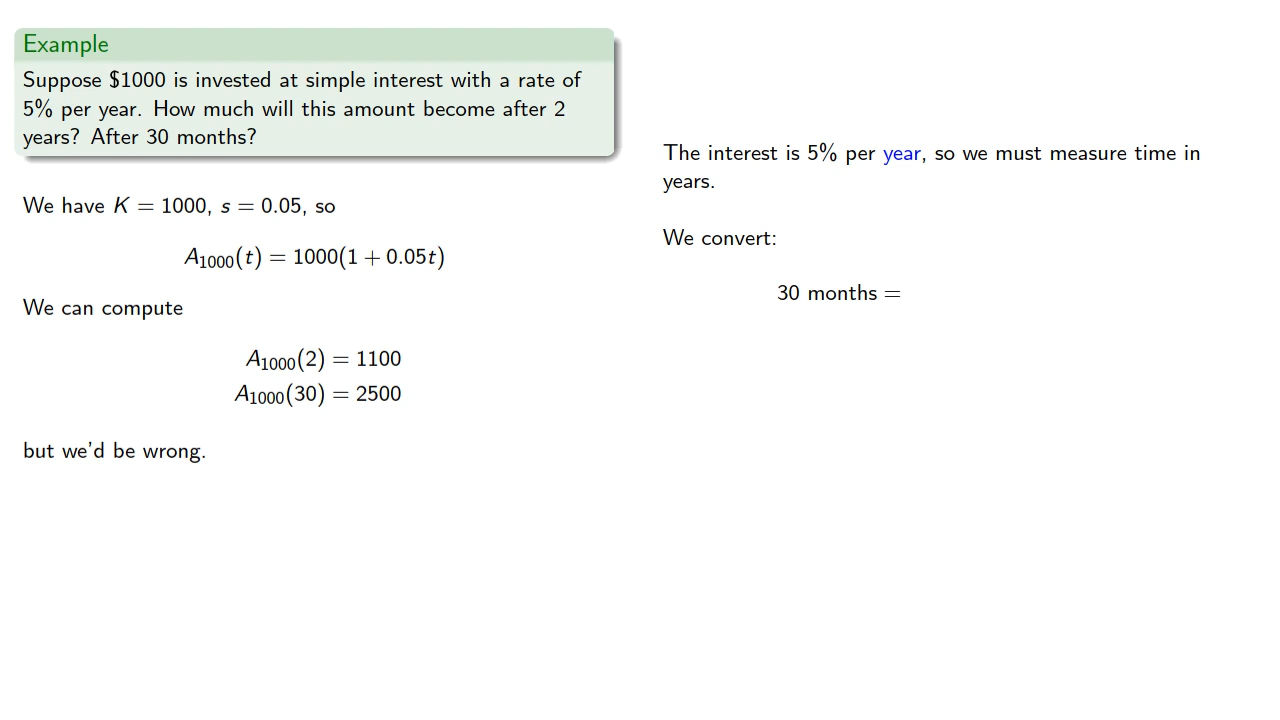 Example
Suppose $1000 is invested at simple interest with a rate of
5% per year. How much will this amount become after 2
years? After 30 months?
We have K = 1000, s = 0.05, so
A₁₀₀₀(t) = 1000(1 + 0.05t)
We can compute
A₁₀₀₀(2) = 1100
A₁₀₀₀(30) = 2500
but we'd be wrong.
The interest is 5% per year, so we must measure time in
years.
We convert:
30 months =